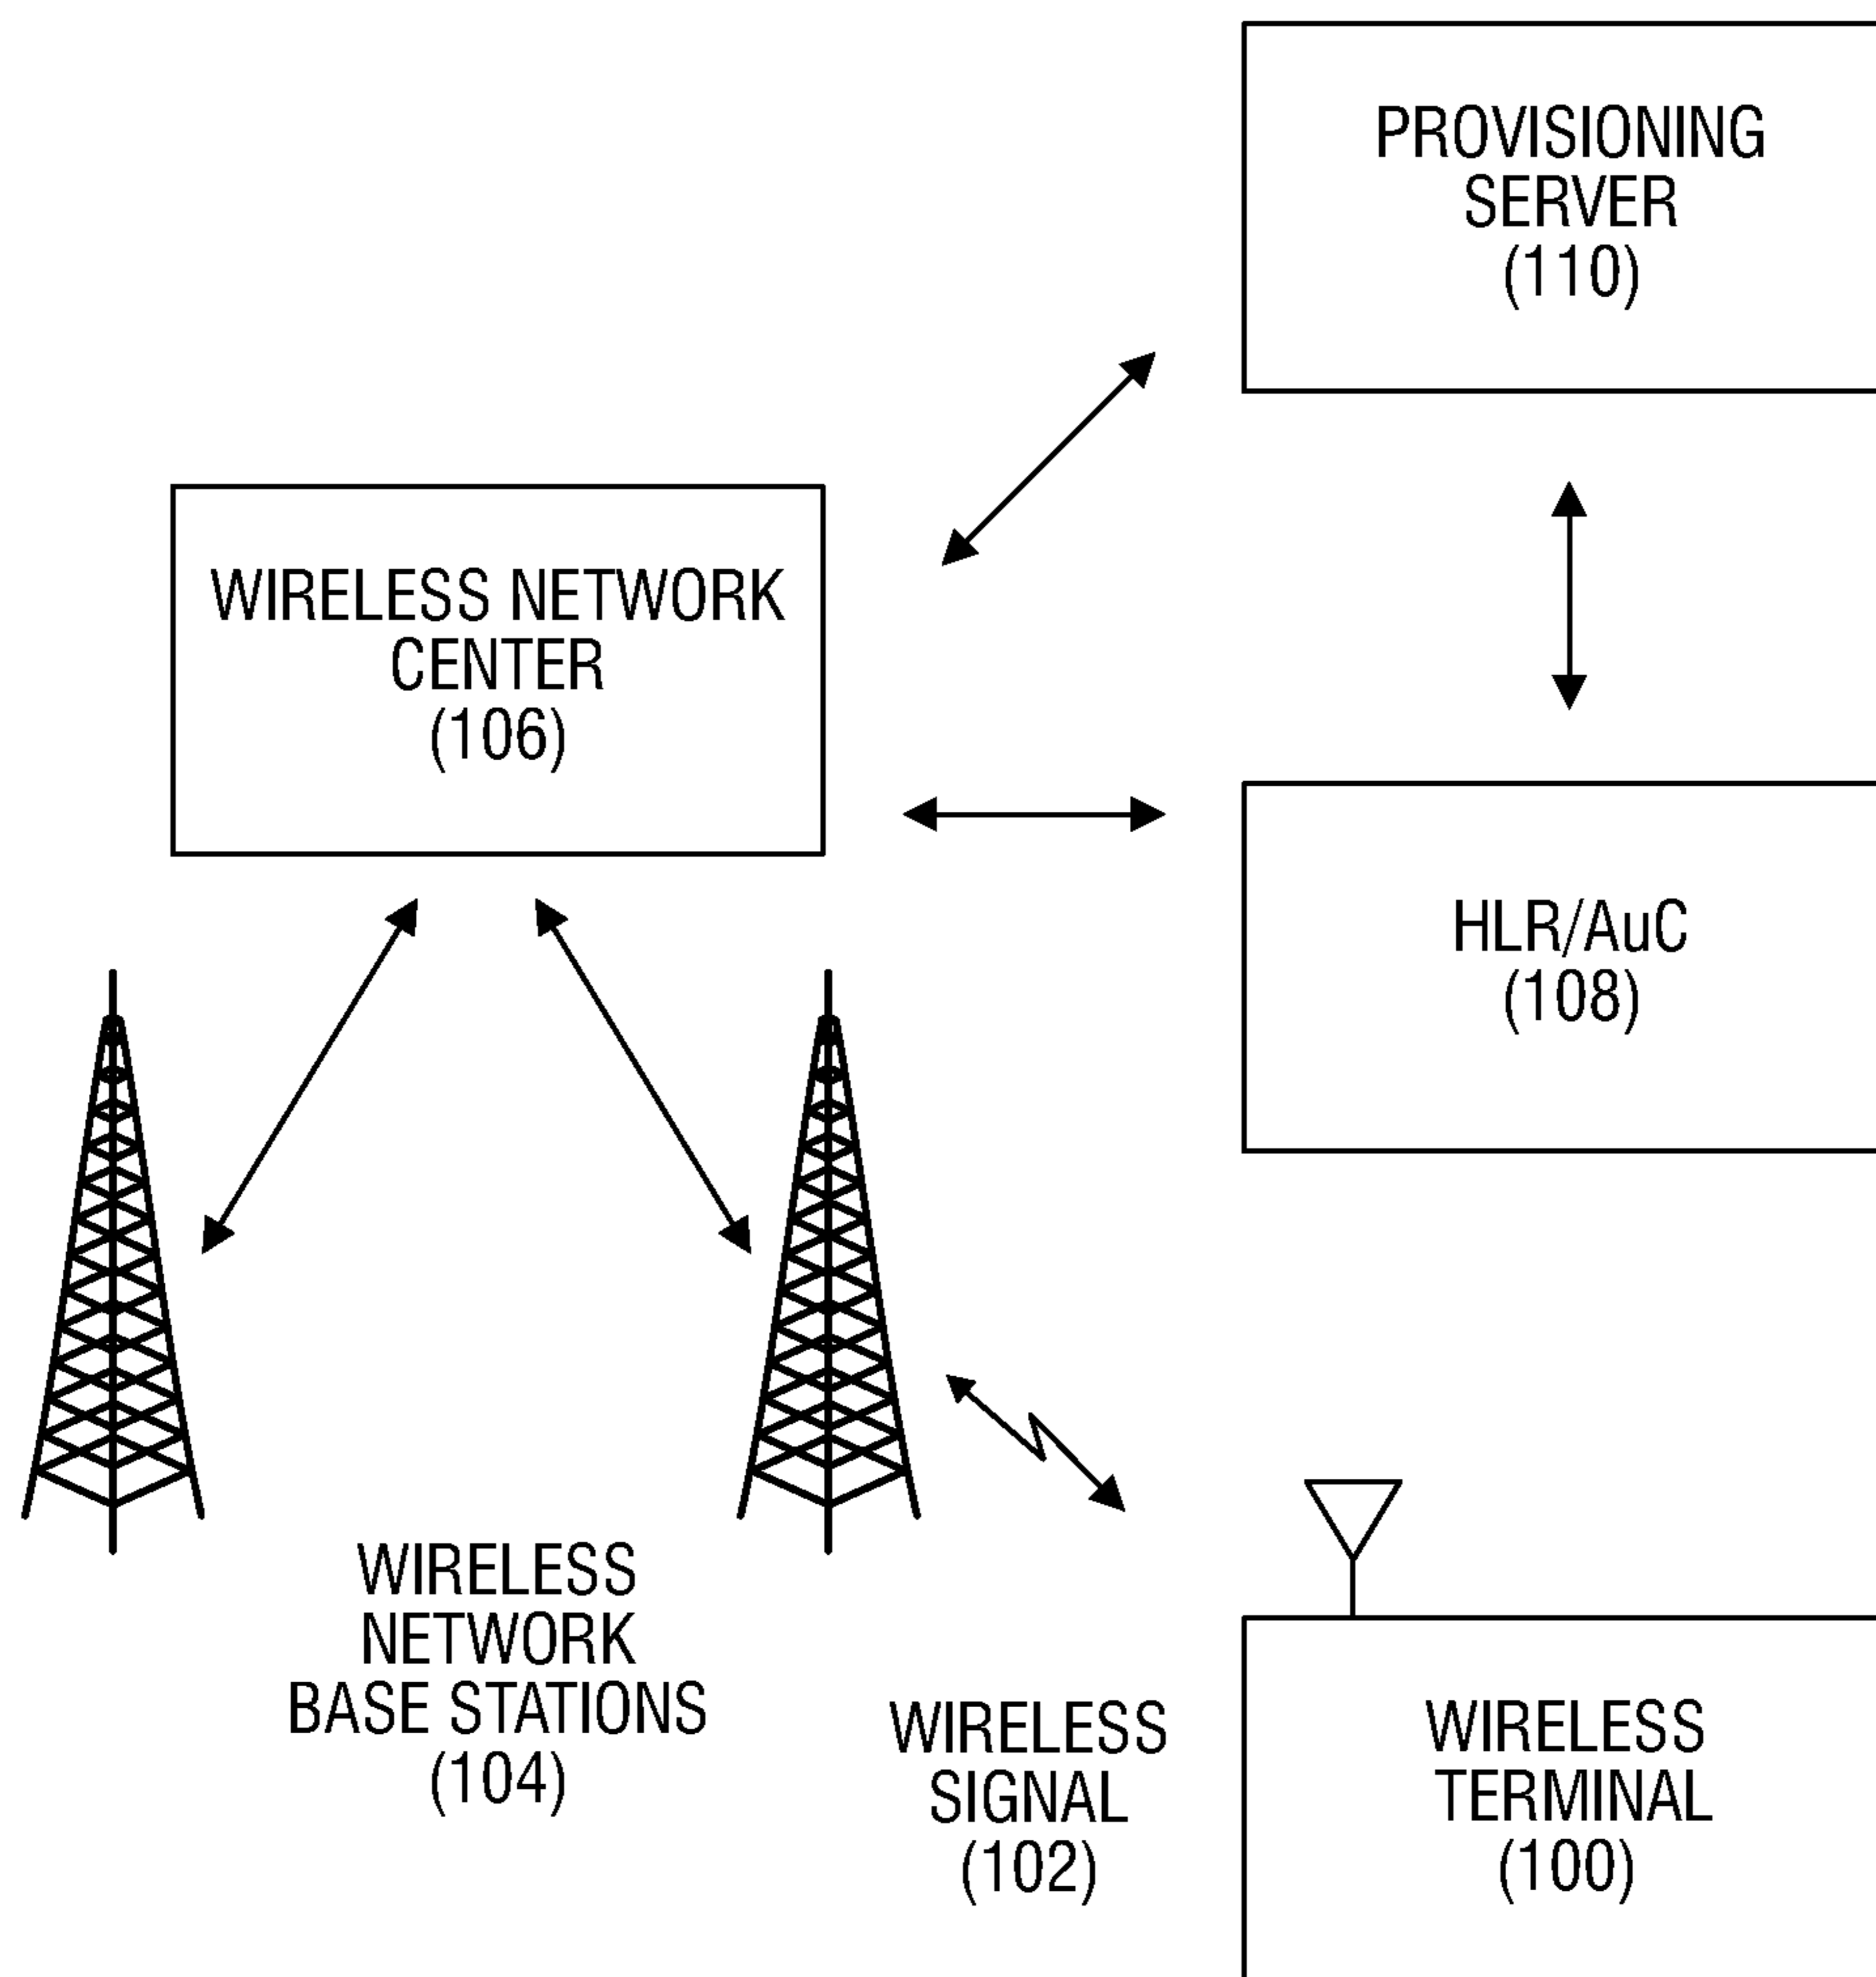 PROVISIONING
SERVER
(110)
WIRELESS NETWORK
CENTER
(106)
HLR/AuC
(108)
WIRELESS
NETWORK
BASE STATIONS
(104)
WIRELESS
SIGNAL
(102)
WIRELESS
TERMINAL
(100)